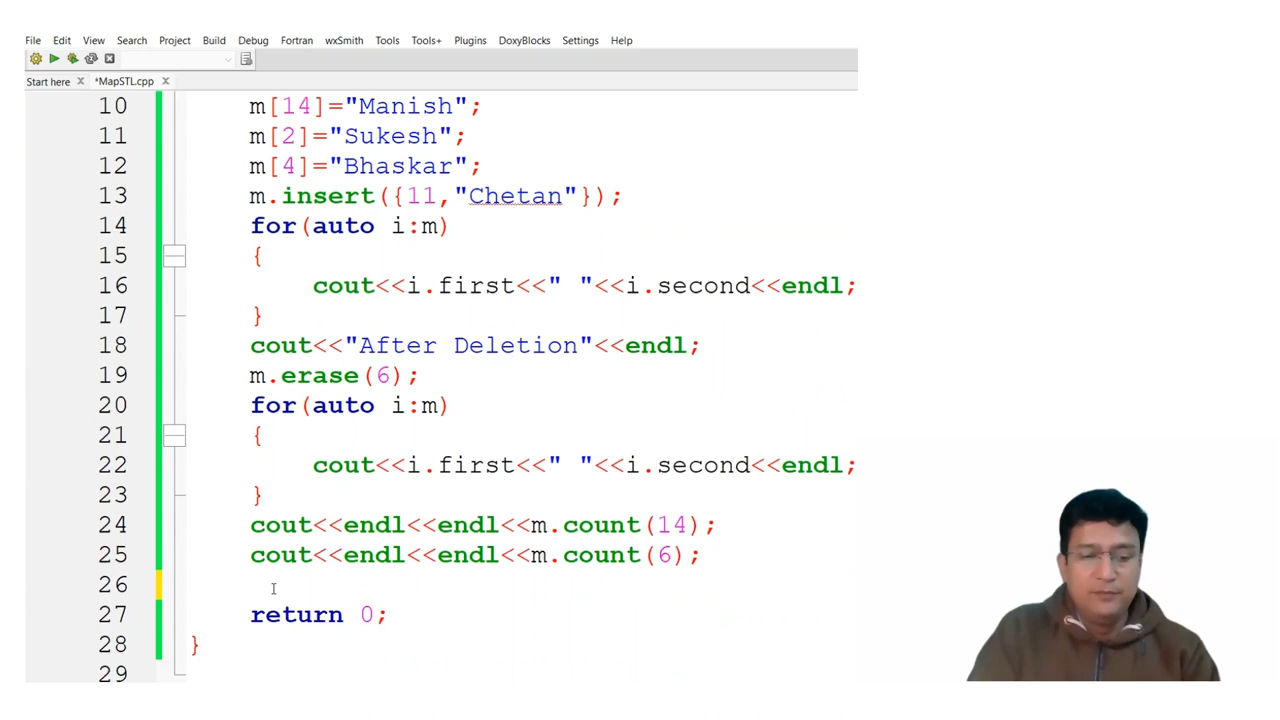 File Edit View Search Project Build Debug Fortran wxSmith Tools Tools+ Plugins DoxyBlocks Settings Help
Start here *MapSTL.cpp
10 m[14]="Manish";
11 m[2]="Sukesh";
12 m[4]="Bhaskar";
13 m.insert({11,"Chetan"});
14 for(auto i:m)
15 {
16 cout<<i.first<<" "<<i.second<<endl;
17 }
18 cout<<"After Deletion"<<endl;
19 m.erase(6);
20 for(auto i:m)
21 {
22 cout<<i.first<<" "<<i.second<<endl;
23 }
24 cout<<endl<<endl<<m.count(14);
25 cout<<endl<<endl<<m.count(6);
26
27 return 0;
28 }
29